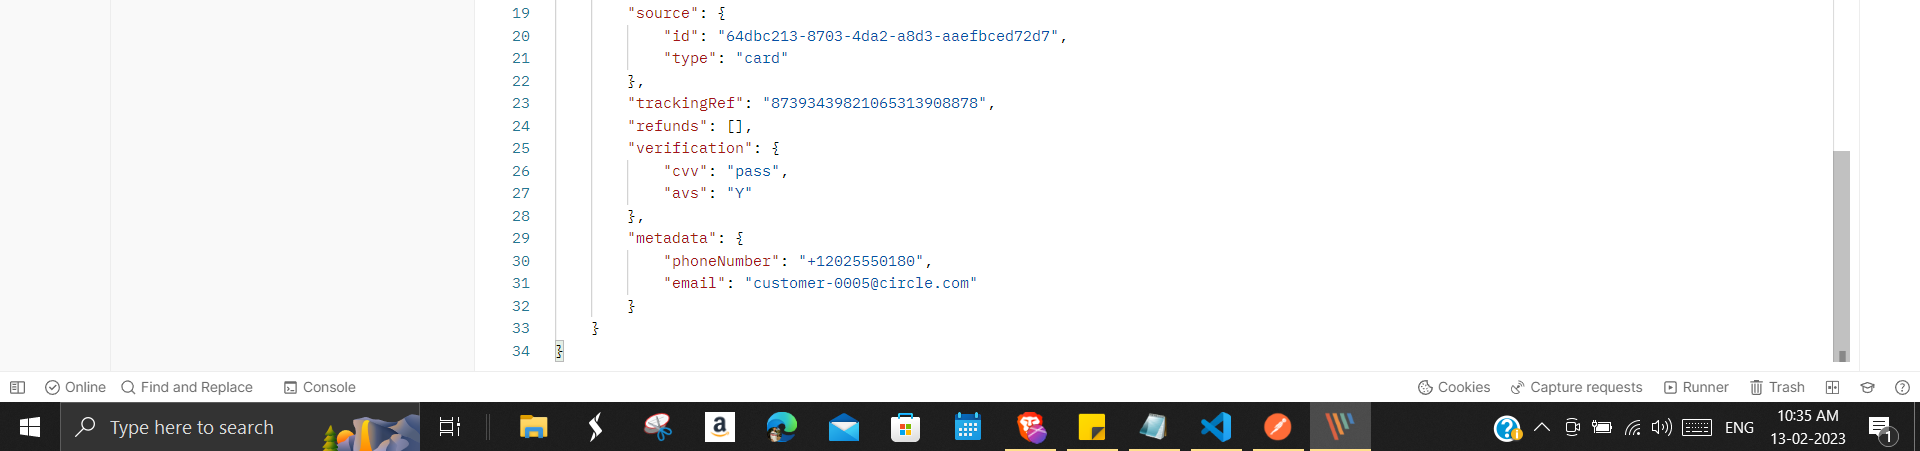 19 "source": {
20 "id": "64dbc213-8703-4da2-a8d3-aaefbced72d7",
21 "type": "card"
22 },
23 "trackingRef": "87393439821065313908878",
24 "refunds": [],
25 "verification": {
26 "cvv": "pass",
27 "avs": "Y"
28 },
29 "metadata": {
30 "phoneNumber": "+12025550180",
31 "email": "customer-0005@circle.com"
32 }
33 }
34 }
Online Find and Replace Console Cookies Capture requests Runner Trash
Type here to search a ENG 10:35 AM
13-02-2023 1